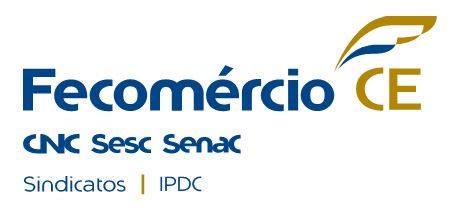 Fecomércio CE
CNC Sesc Senac
Sindicatos | IPDC